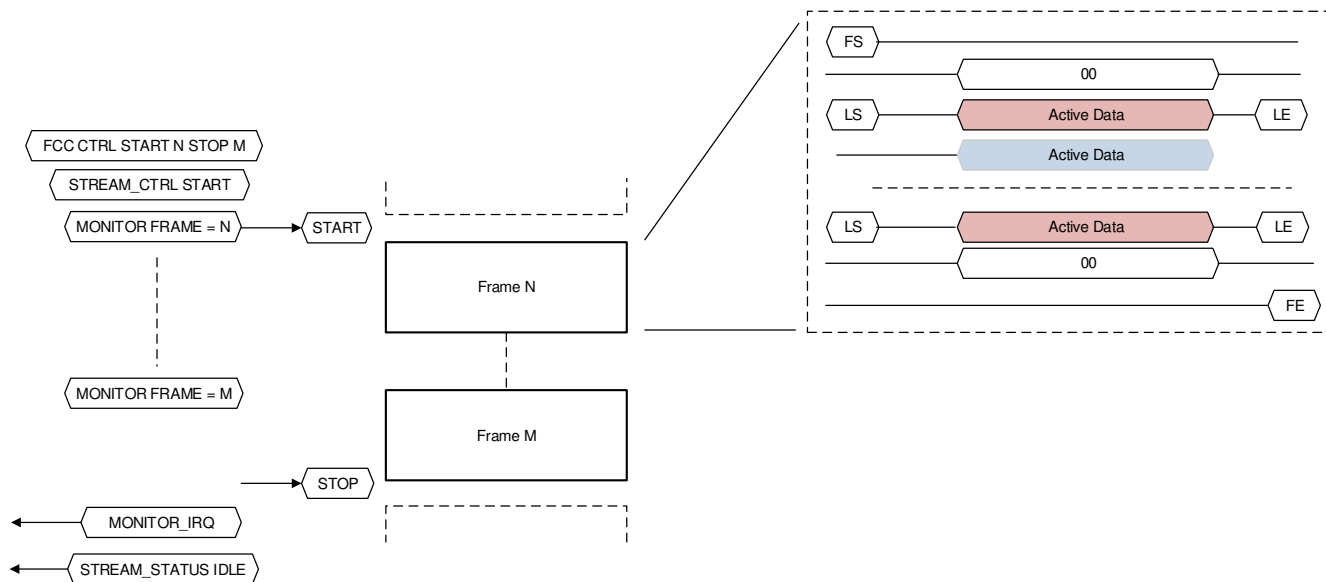 FCC CTRL START N STOP M
STREAM_CTRL START
MONITOR FRAME = N
START
MONITOR FRAME = M
STOP
MONITOR_IRQ
STREAM_STATUS IDLE
Frame N
Frame M
FS
00
LS Active Data LE
Active Data
LS Active Data LE
00
FE